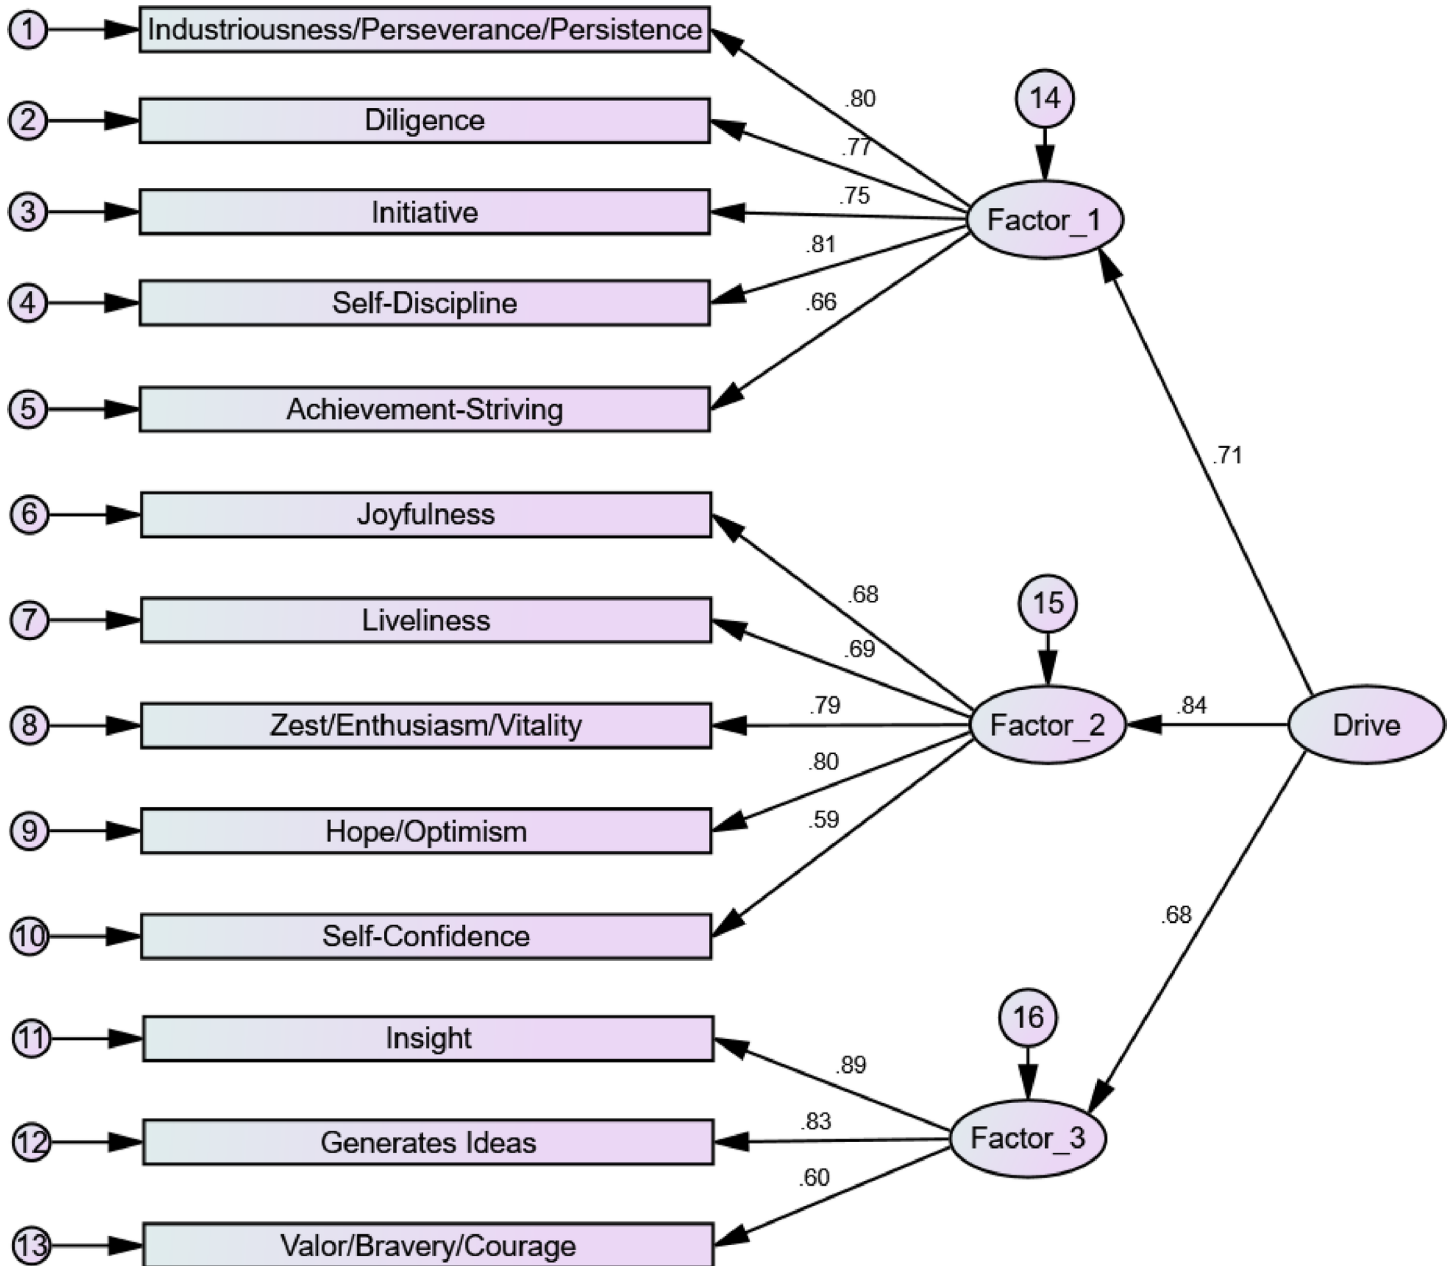 1 Industriousness/Perseverance/Persistence
.80
14
2 Diligence
.77
3 Initiative
.75
Factor_1
.81
4 Self-Discipline
.66
5 Achievement-Striving
.71
6 Joyfulness
.68
15
7 Liveliness
.69
8 Zest/Enthusiasm/Vitality
.79
Factor_2
.84
Drive
.80
9 Hope/Optimism
.59
10 Self-Confidence
.68
16
11 Insight
.89
12 Generates Ideas
.83
Factor_3
.60
13 Valor/Bravery/Courage